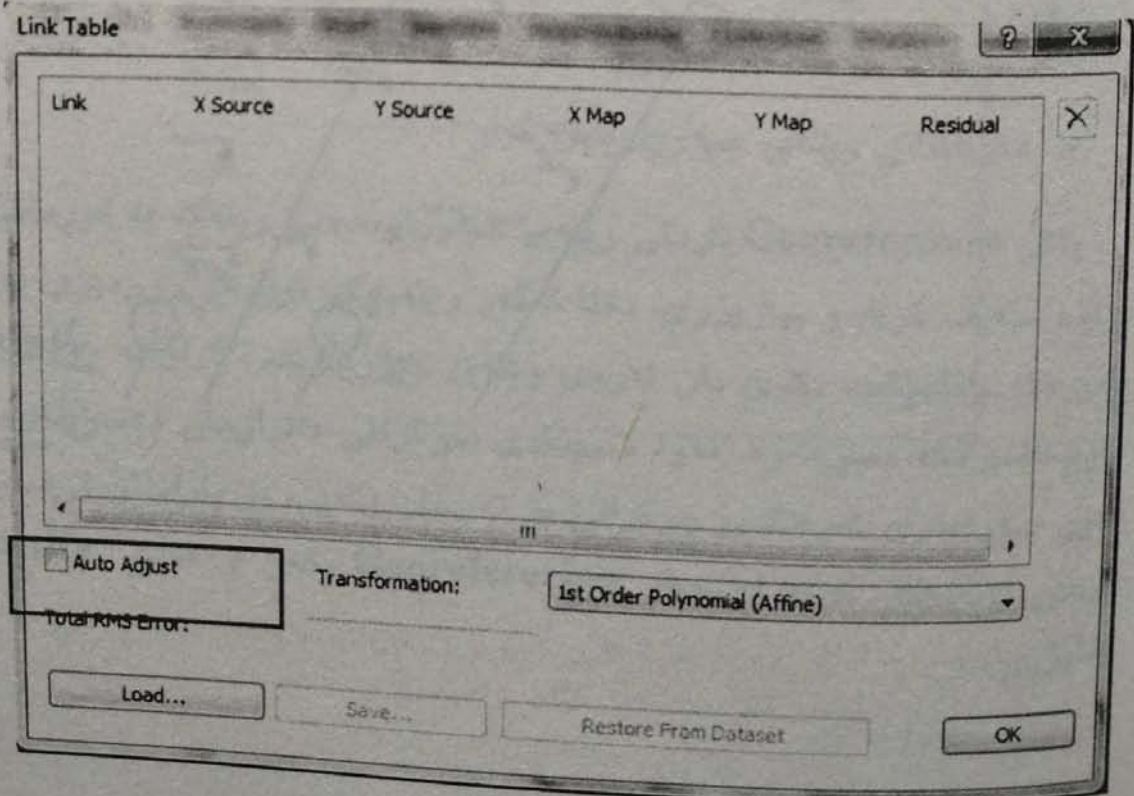 Link Table
Link X Source Y Source X Map Y Map Residual
Auto Adjust
Transformation: 1st Order Polynomial (Affine)
Total RMS Error:
Load... Save... Restore From Dataset OK